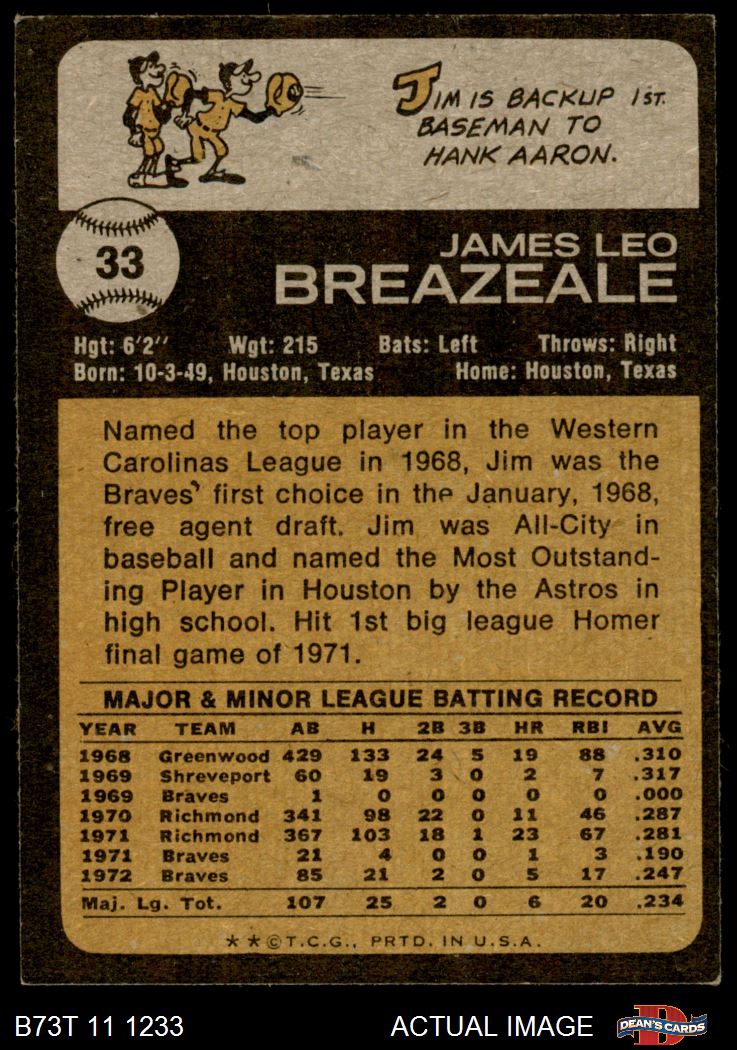 JIM IS BACKUP 1ST.
BASEMAN TO
HANK AARON.
33
JAMES LEO
BREAZEALE
Hgt: 6'2" Wgt: 215 Bats: Left Throws: Right
Born: 10-3-49, Houston, Texas Home: Houston, Texas
Named the top player in the Western
Carolinas League in 1968, Jim was the
Braves' first choice in the January, 1968,
free agent draft. Jim was All-City in
baseball and named the Most Outstand-
ing Player in Houston by the Astros in
high school. Hit 1st big league Homer
final game of 1971.
MAJOR & MINOR LEAGUE BATTING RECORD
YEAR TEAM AB H 2B 3B HR RBI AVG
1968 Greenwood 429 133 24 5 19 88 .310
1969 Shreveport 60 19 3 0 2 7 .317
1969 Braves 1 0 0 0 0 0 .000
1970 Richmond 341 98 22 0 11 46 .287
1971 Richmond 367 103 18 1 23 67 .281
1971 Braves 21 4 0 0 1 3 .190
1972 Braves 85 21 2 0 5 17 .247
Maj. Lg. Tot. 107 25 2 0 6 20 .234
★ ★ © T.C.G., PRTD. IN U.S.A.
B73T 11 1233 ACTUAL IMAGE D DEAN'S CARDS